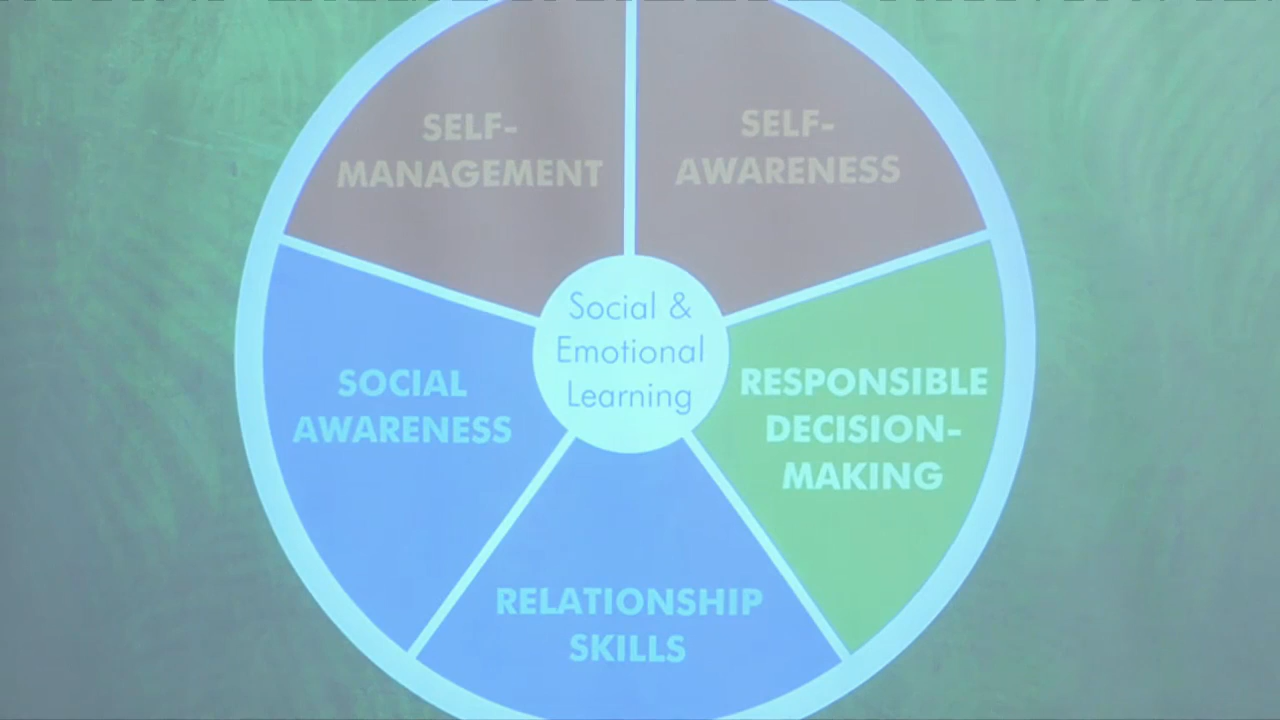 SELF-
MANAGEMENT
SELF-
AWARENESS
Social &
Emotional
Learning
SOCIAL
AWARENESS
RESPONSIBLE
DECISION-
MAKING
RELATIONSHIP
SKILLS